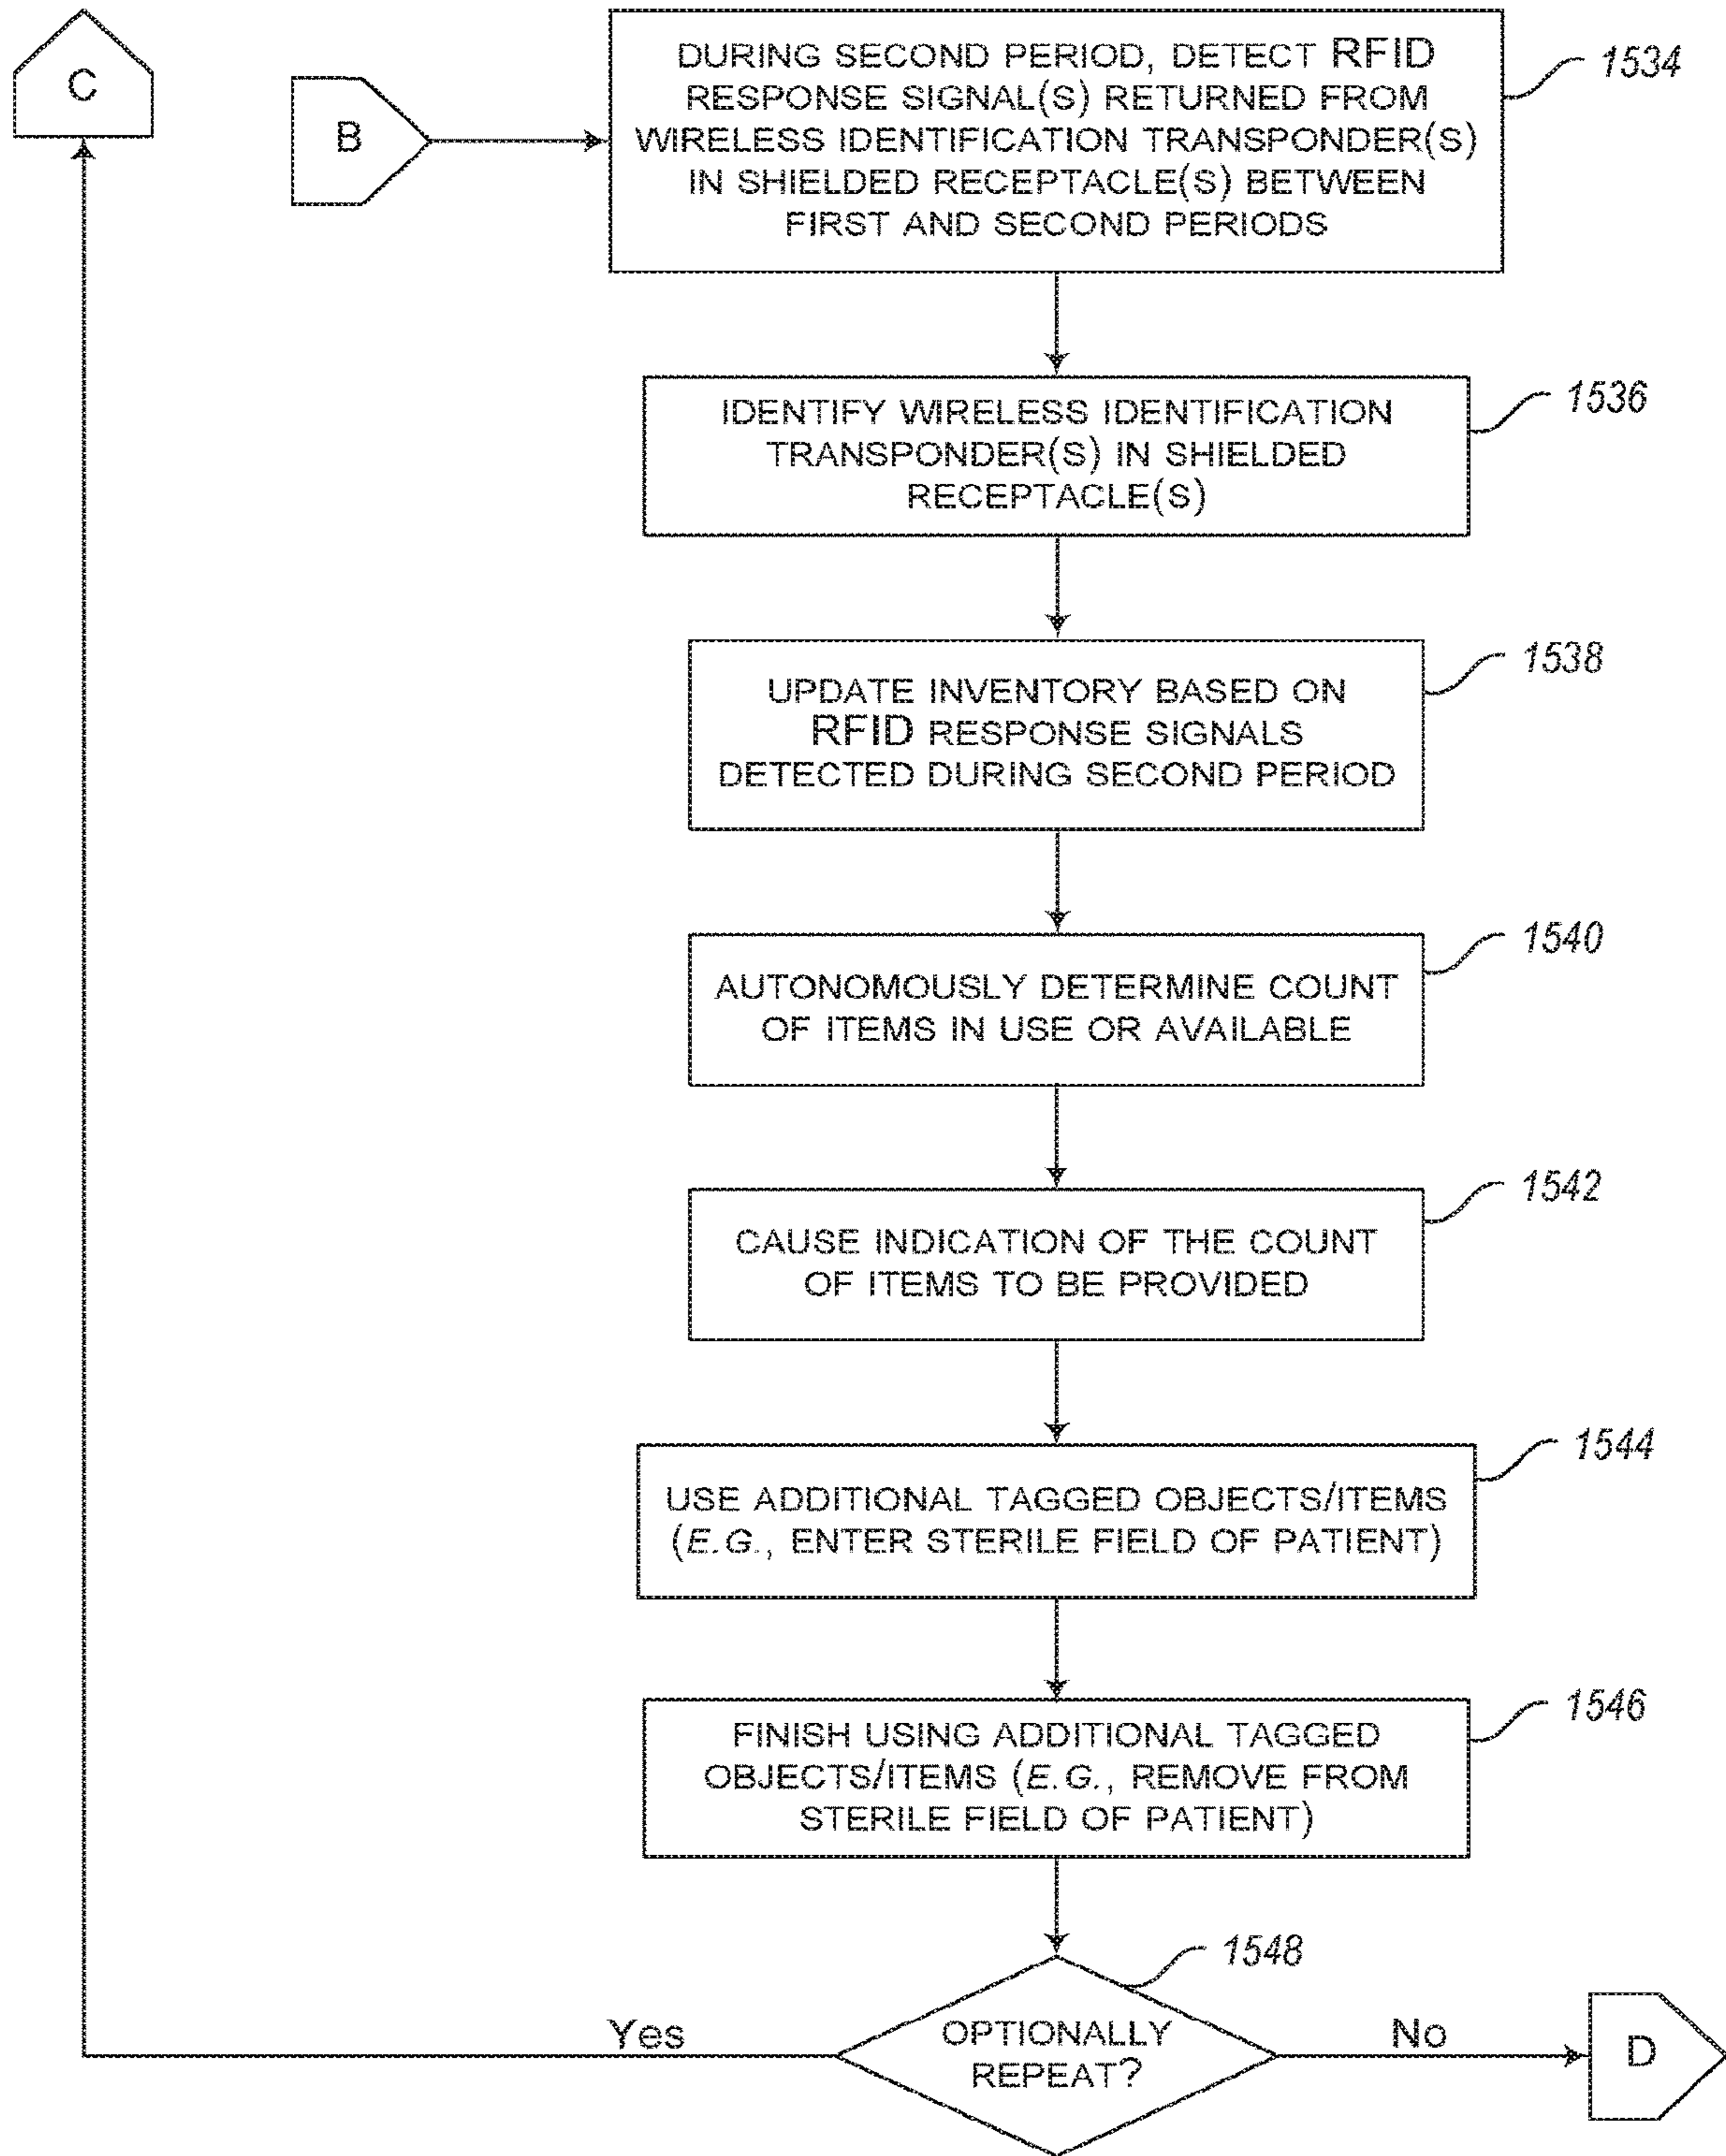 C
B
DURING SECOND PERIOD, DETECT RFID
RESPONSE SIGNAL(S) RETURNED FROM
WIRELESS IDENTIFICATION TRANSPONDER(S)
IN SHIELDED RECEPTACLE(S) BETWEEN
FIRST AND SECOND PERIODS
1534
IDENTIFY WIRELESS IDENTIFICATION
TRANSPONDER(S) IN SHIELDED
RECEPTACLE(S)
1536
UPDATE INVENTORY BASED ON
RFID RESPONSE SIGNALS
DETECTED DURING SECOND PERIOD
1538
AUTONOMOUSLY DETERMINE COUNT
OF ITEMS IN USE OR AVAILABLE
1540
CAUSE INDICATION OF THE COUNT
OF ITEMS TO BE PROVIDED
1542
USE ADDITIONAL TAGGED OBJECTS/ITEMS
(E.G., ENTER STERILE FIELD OF PATIENT)
1544
FINISH USING ADDITIONAL TAGGED
OBJECTS/ITEMS (E.G., REMOVE FROM
STERILE FIELD OF PATIENT)
1546
1548
Yes
OPTIONALLY
REPEAT?
No
D